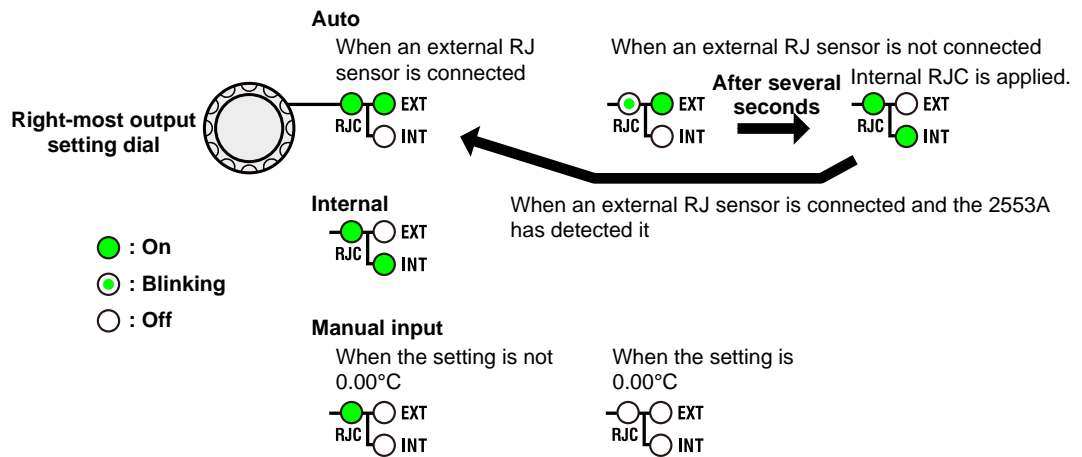 Auto
When an external RJ
sensor is connected
When an external RJ sensor is not connected
After several
seconds
Internal RJC is applied.
Right-most output
setting dial
RJC
EXT
INT
RJC
EXT
INT
RJC
EXT
INT
When an external RJ sensor is connected and the 2553A
has detected it
Internal
RJC
EXT
INT
: On
: Blinking
: Off
Manual input
When the setting is not
0.00°C
RJC
EXT
INT
When the setting is
0.00°C
RJC
EXT
INT